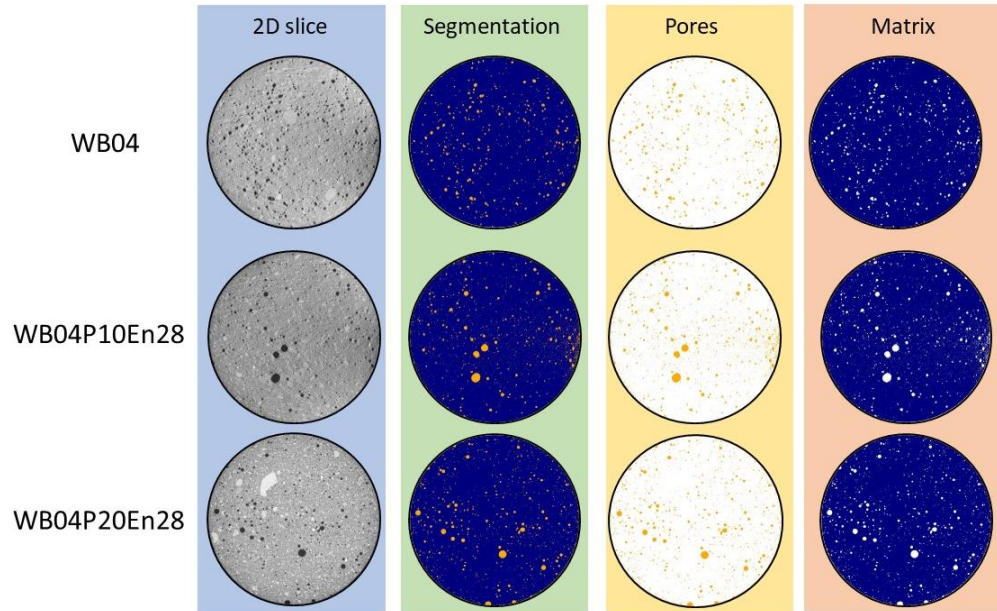 2D slice
Segmentation
Pores
Matrix
WB04
WB04P10En28
WB04P20En28